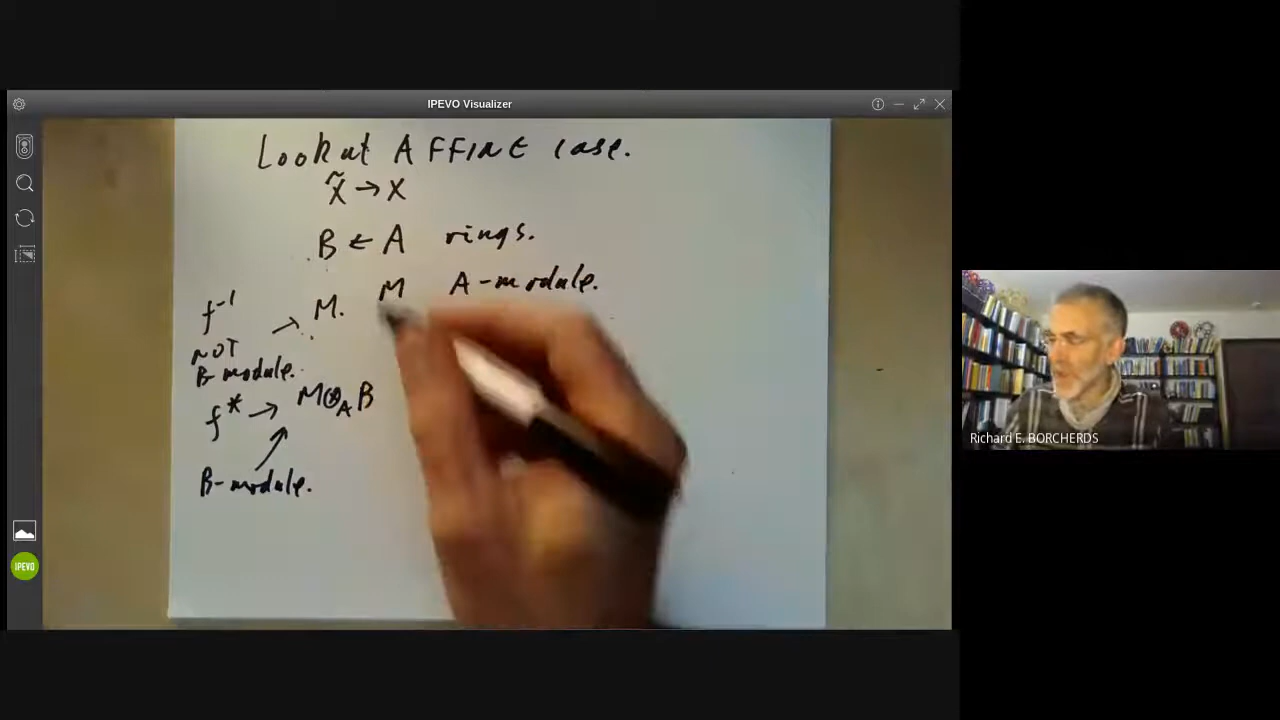 IPEVO Visualizer
Look at AFFINE case.
X̃ → X
B ← A rings.
M A-module.
f⁻¹ → M.
NOT
B-module.
f* → M⊗_A B
B-module.
IPEVO
Richard E. BORCHERDS